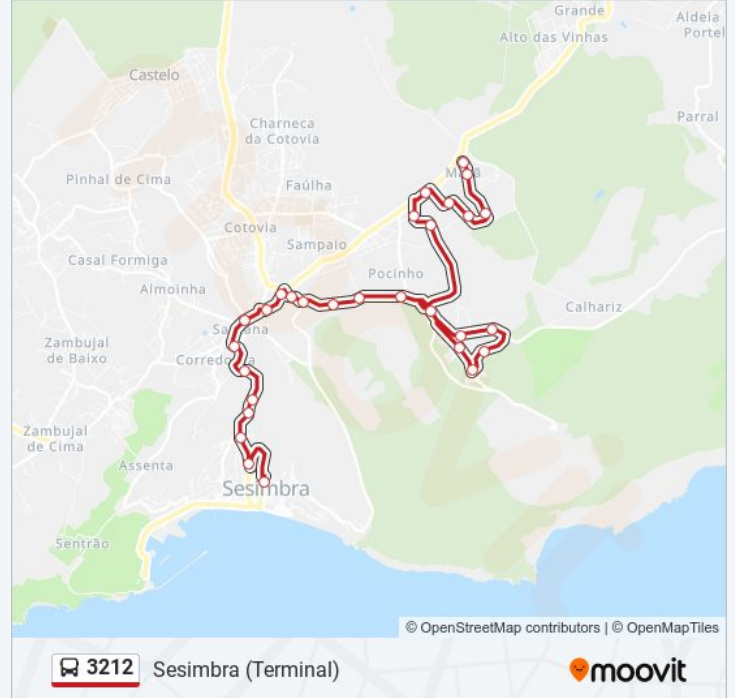 Grande
Aldeia
Portel
Alto das Vinhas
Castelo
Charneca
da Cotovia
Parral
Pinhal de Cima
Faúlha
Cotovia
Sampaio
Casal Formiga
Pocinho
Almoinha
Calhariz
Zambujal
de Baixo
Zambujal
de Cima
Assenta
Sesimbra
Sentrão
© OpenStreetMap contributors | © OpenMapTiles
3212 Sesimbra (Terminal)
moovit